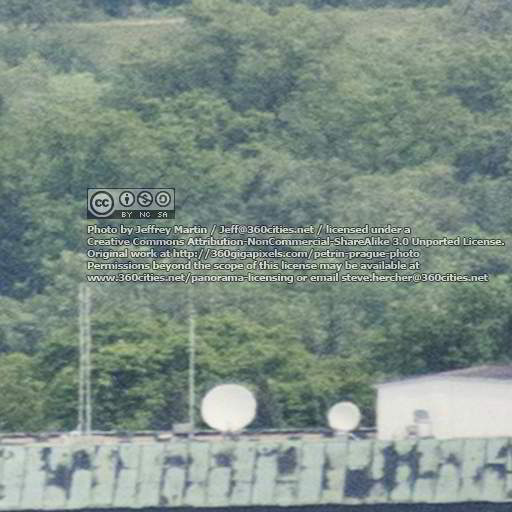 cc BY NC SA
Photo by Jeffrey Martin / Jeff@360cities.net / licensed under a
Creative Commons Attribution-NonCommercial-ShareAlike 3.0 Unported License.
Original work at http://360gigapixels.com/petrin-prague-photo
Permissions beyond the scope of this license may be available at
www.360cities.net/panorama-licensing or email steve.hercher@360cities.net